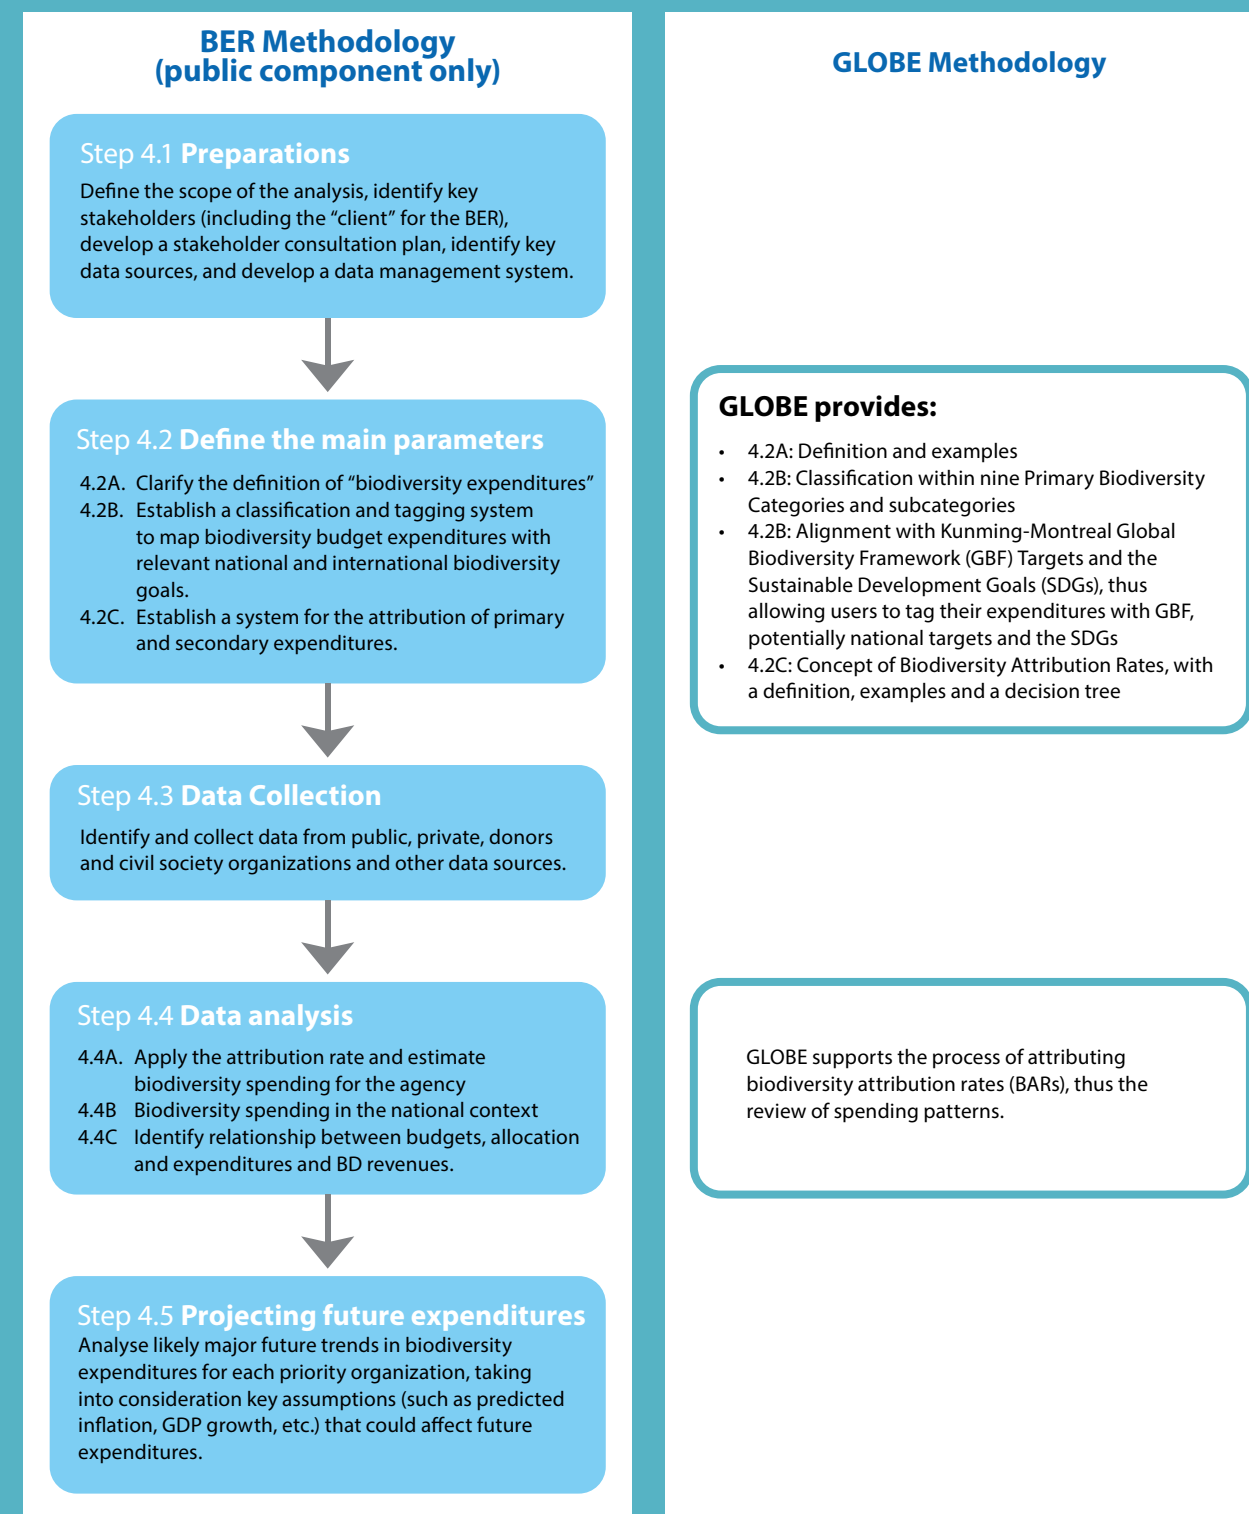 BER Methodology
(public component only)
Step 4.1 Preparations
Define the scope of the analysis, identify key
stakeholders (including the “client” for the BER),
develop a stakeholder consultation plan, identify key
data sources, and develop a data management system.
Step 4.2 Define the main parameters
4.2A. Clarify the definition of “biodiversity expenditures”
4.2B. Establish a classification and tagging system
to map biodiversity budget expenditures with
relevant national and international biodiversity
goals.
4.2C. Establish a system for the attribution of primary
and secondary expenditures.
Step 4.3 Data Collection
Identify and collect data from public, private, donors
and civil society organizations and other data sources.
Step 4.4 Data analysis
4.4A. Apply the attribution rate and estimate
biodiversity spending for the agency
4.4B Biodiversity spending in the national context
4.4C Identify relationship between budgets, allocation
and expenditures and BD revenues.
Step 4.5 Projecting future expenditures
Analyse likely major future trends in biodiversity
expenditures for each priority organization, taking
into consideration key assumptions (such as predicted
inflation, GDP growth, etc.) that could affect future
expenditures.
GLOBE Methodology
GLOBE provides:
• 4.2A: Definition and examples
• 4.2B: Classification within nine Primary Biodiversity
Categories and subcategories
• 4.2B: Alignment with Kunming-Montreal Global
Biodiversity Framework (GBF) Targets and the
Sustainable Development Goals (SDGs), thus
allowing users to tag their expenditures with GBF,
potentially national targets and the SDGs
• 4.2C: Concept of Biodiversity Attribution Rates, with
a definition, examples and a decision tree
GLOBE supports the process of attributing
biodiversity attribution rates (BARs), thus the
review of spending patterns.